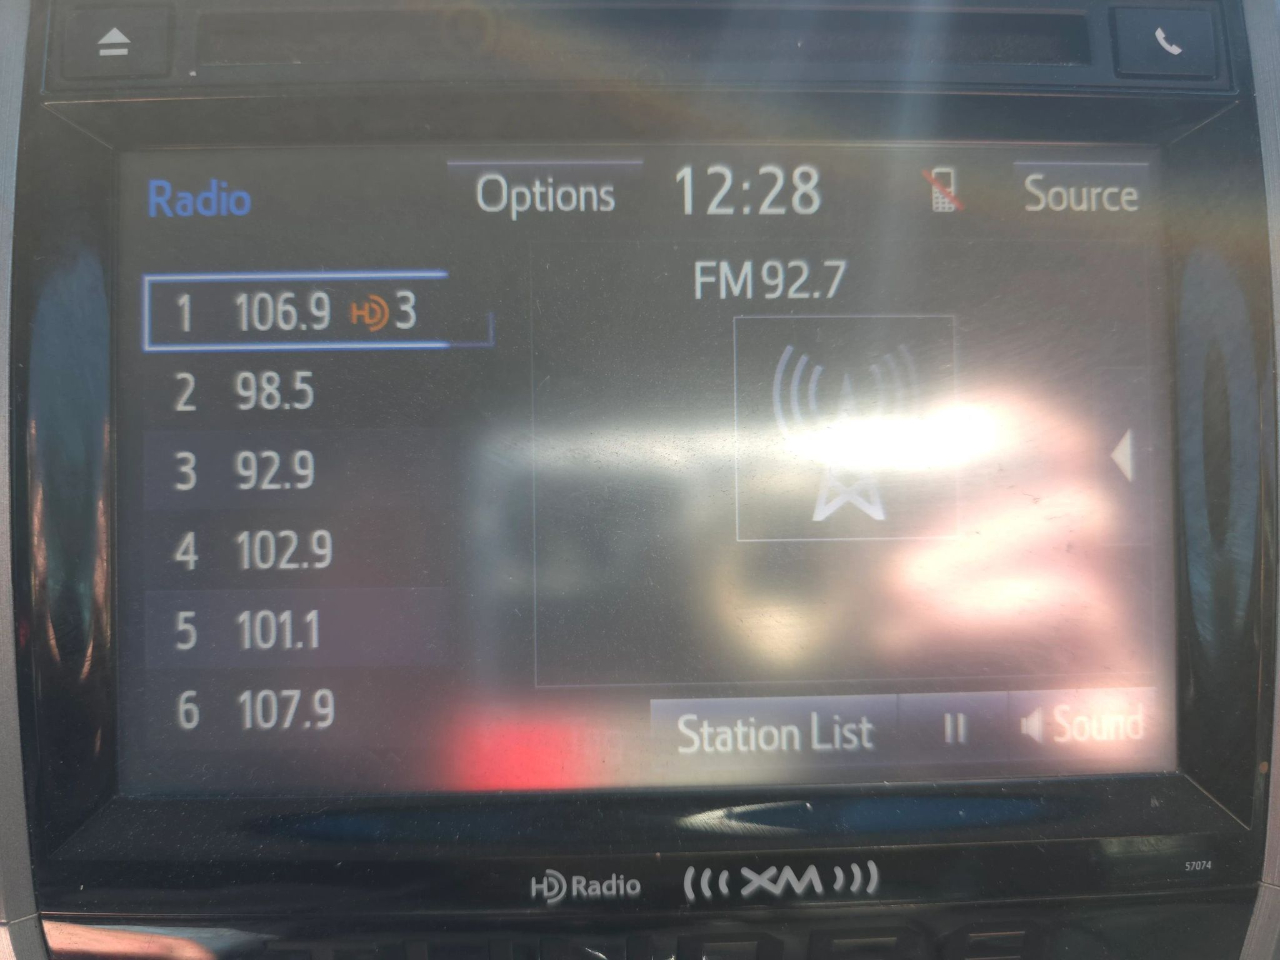 Radio Options 12:28 Source
FM 92.7
1 106.9 HD 3
2 98.5
3 92.9
4 102.9
5 101.1
6 107.9
Station List Sound
HD Radio ((( XM )))
57074